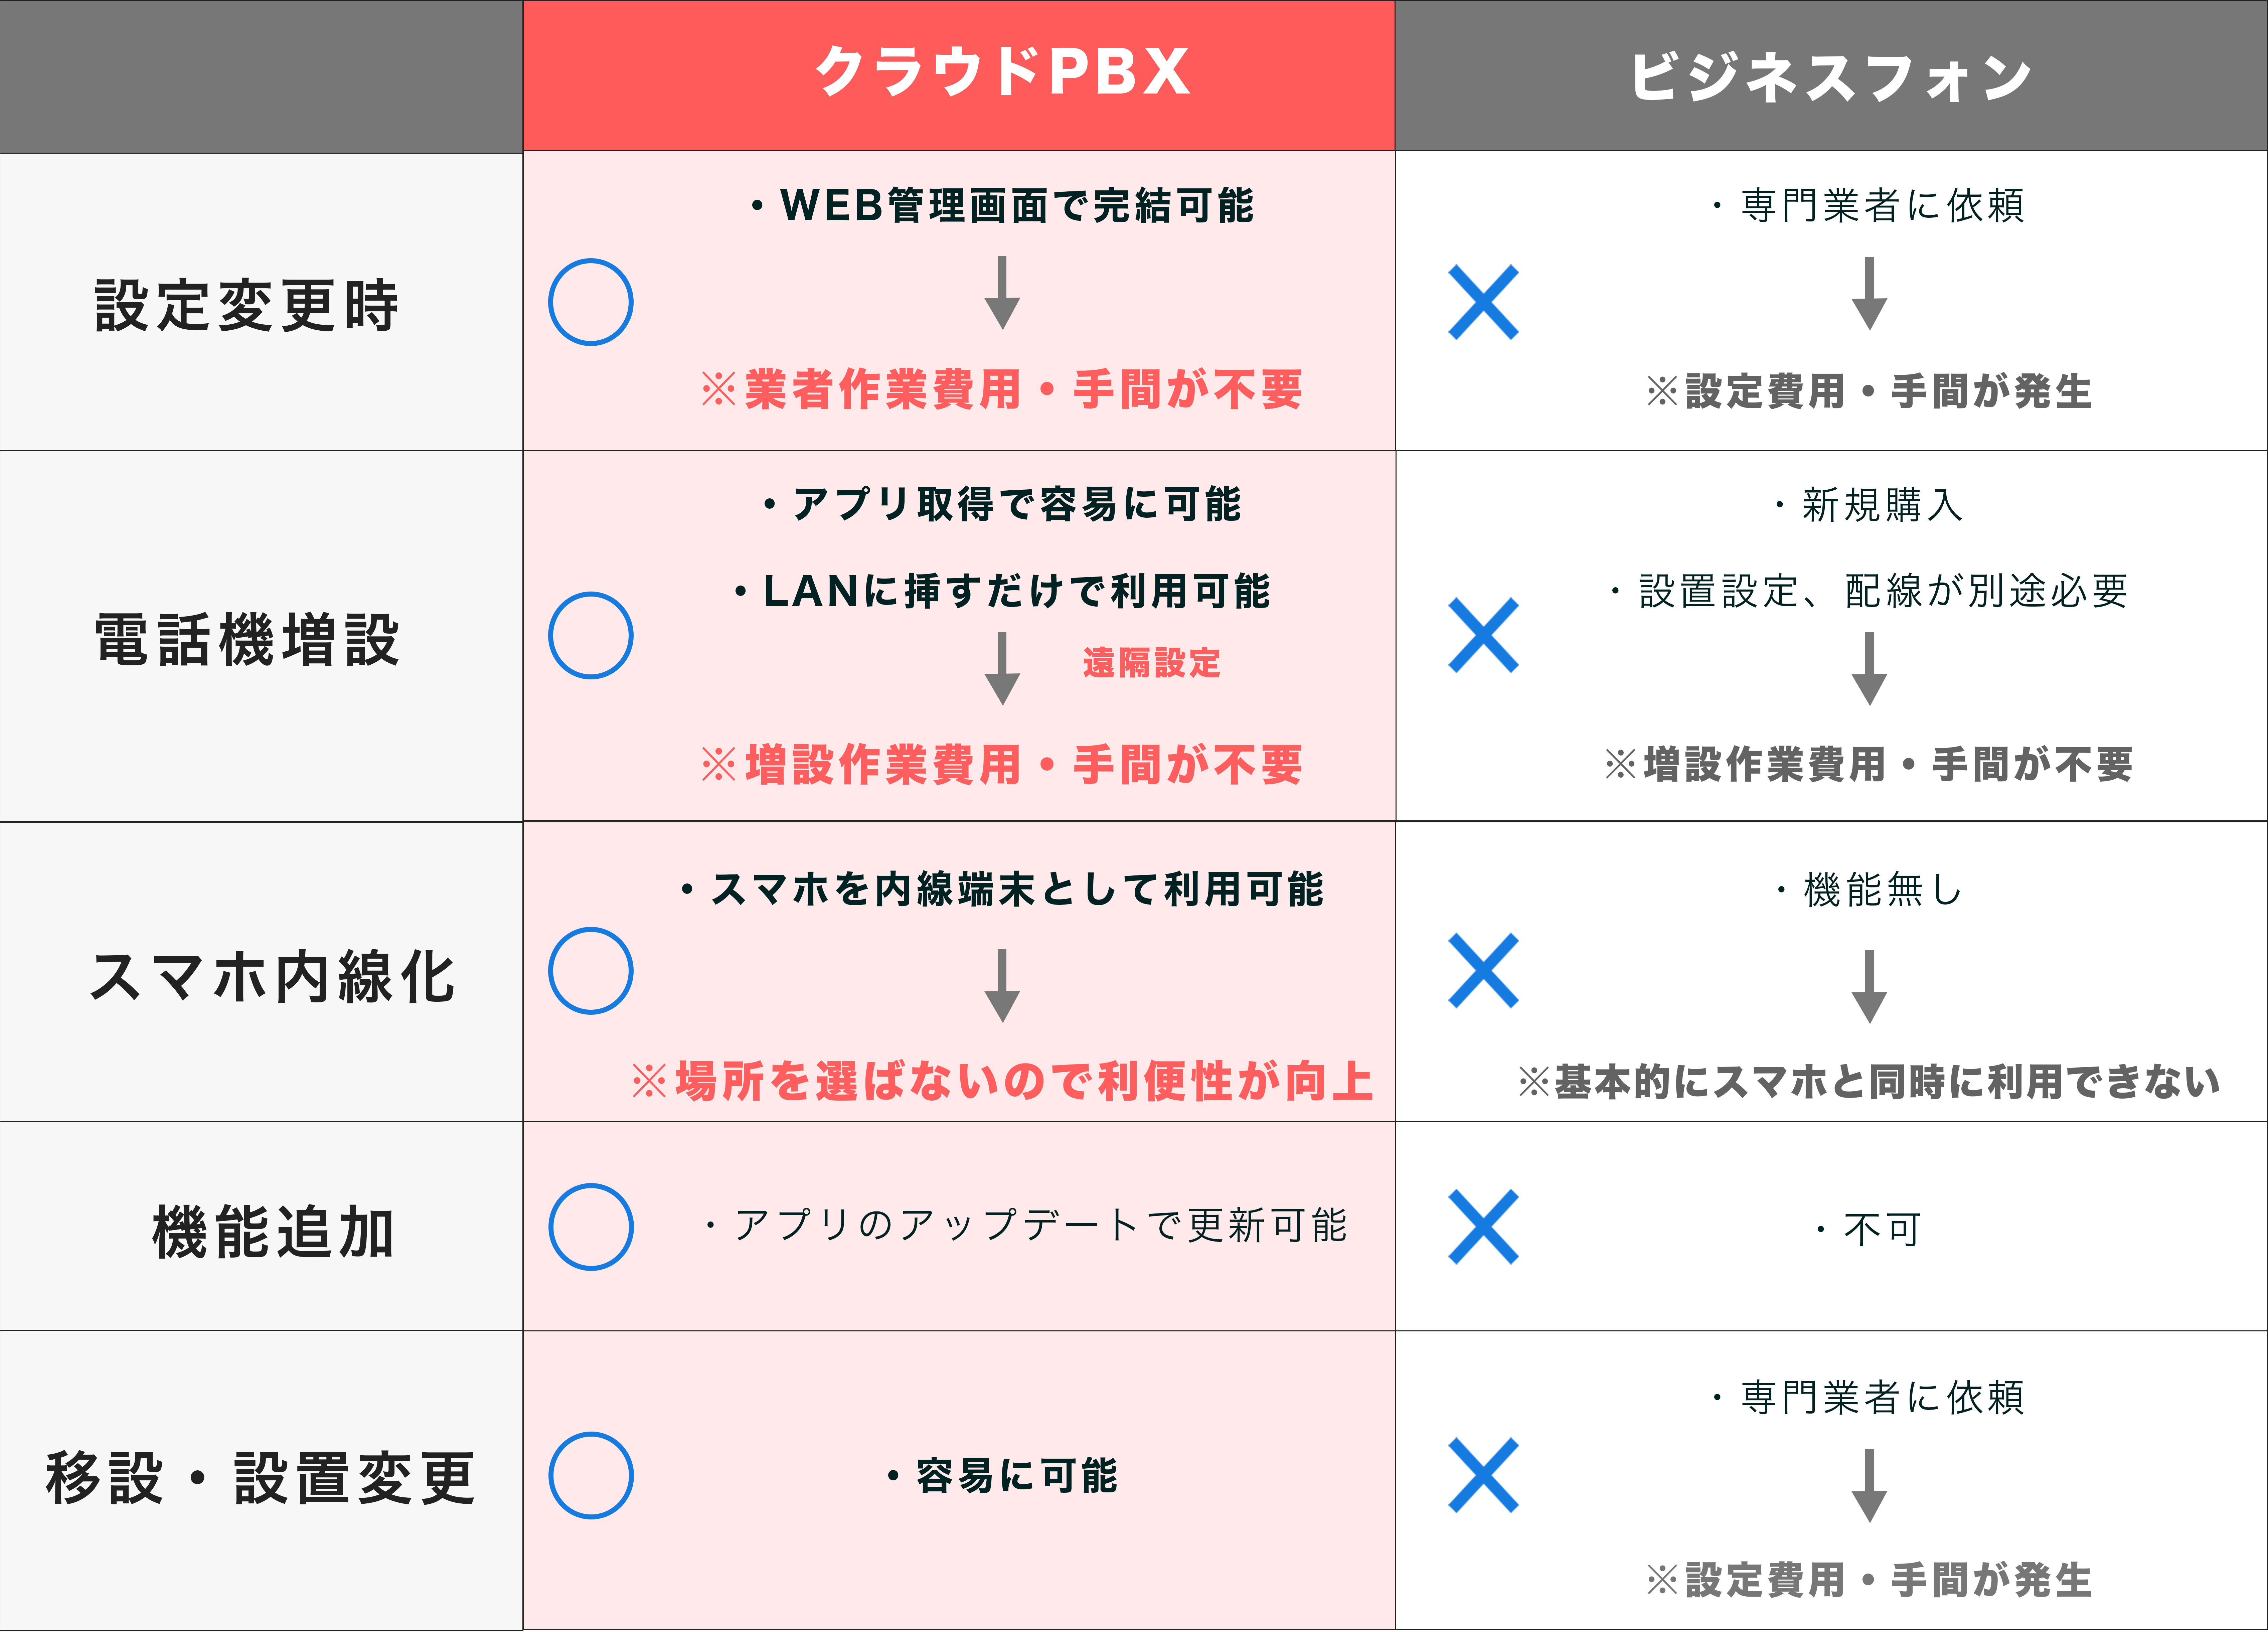 クラウドPBX
ビジネスフォン
設定変更時
・WEB管理画面で完結可能
※業者作業費用・手間が不要
・専門業者に依頼
※設定費用・手間が発生
電話機増設
・アプリ取得で容易に可能
・LANに挿すだけで利用可能
遠隔設定
※増設作業費用・手間が不要
・新規購入
・設置設定、配線が別途必要
※増設作業費用・手間が不要
スマホ内線化
・スマホを内線端末として利用可能
※場所を選ばないので利便性が向上
・機能無し
※基本的にスマホと同時に利用できない
機能追加
・アプリのアップデートで更新可能
・不可
移設・設置変更
・容易に可能
・専門業者に依頼
※設定費用・手間が発生